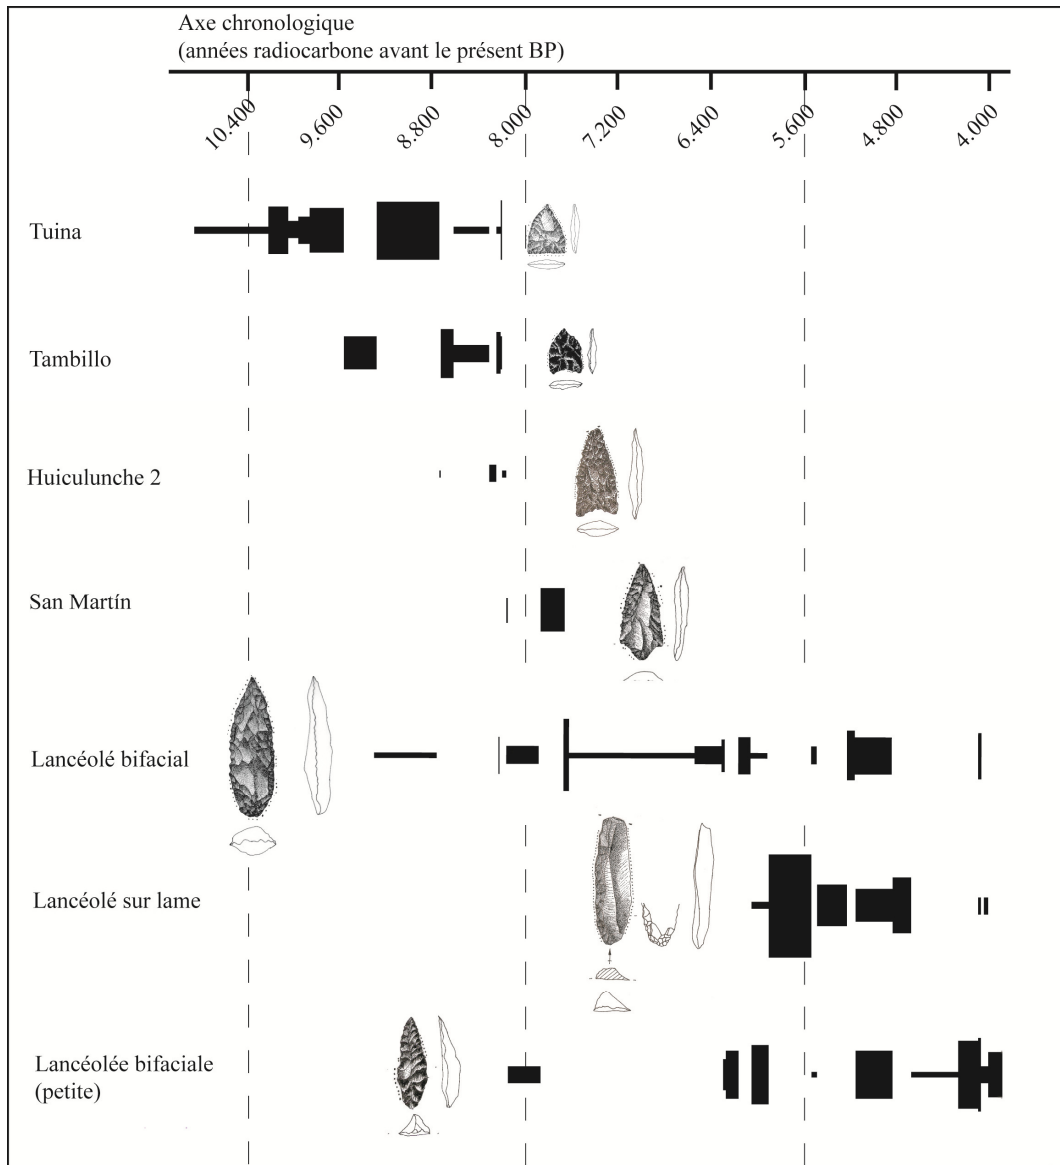 Axe chronologique
(années radiocarbone avant le présent BP)
10.400
9.600
8.800
8.000
7.200
6.400
5.600
4.800
4.000
Tuina
Tambillo
Huiculunche 2
San Martín
Lancéolé bifacial
Lancéolé sur lame
Lancéolée bifaciale
(petite)